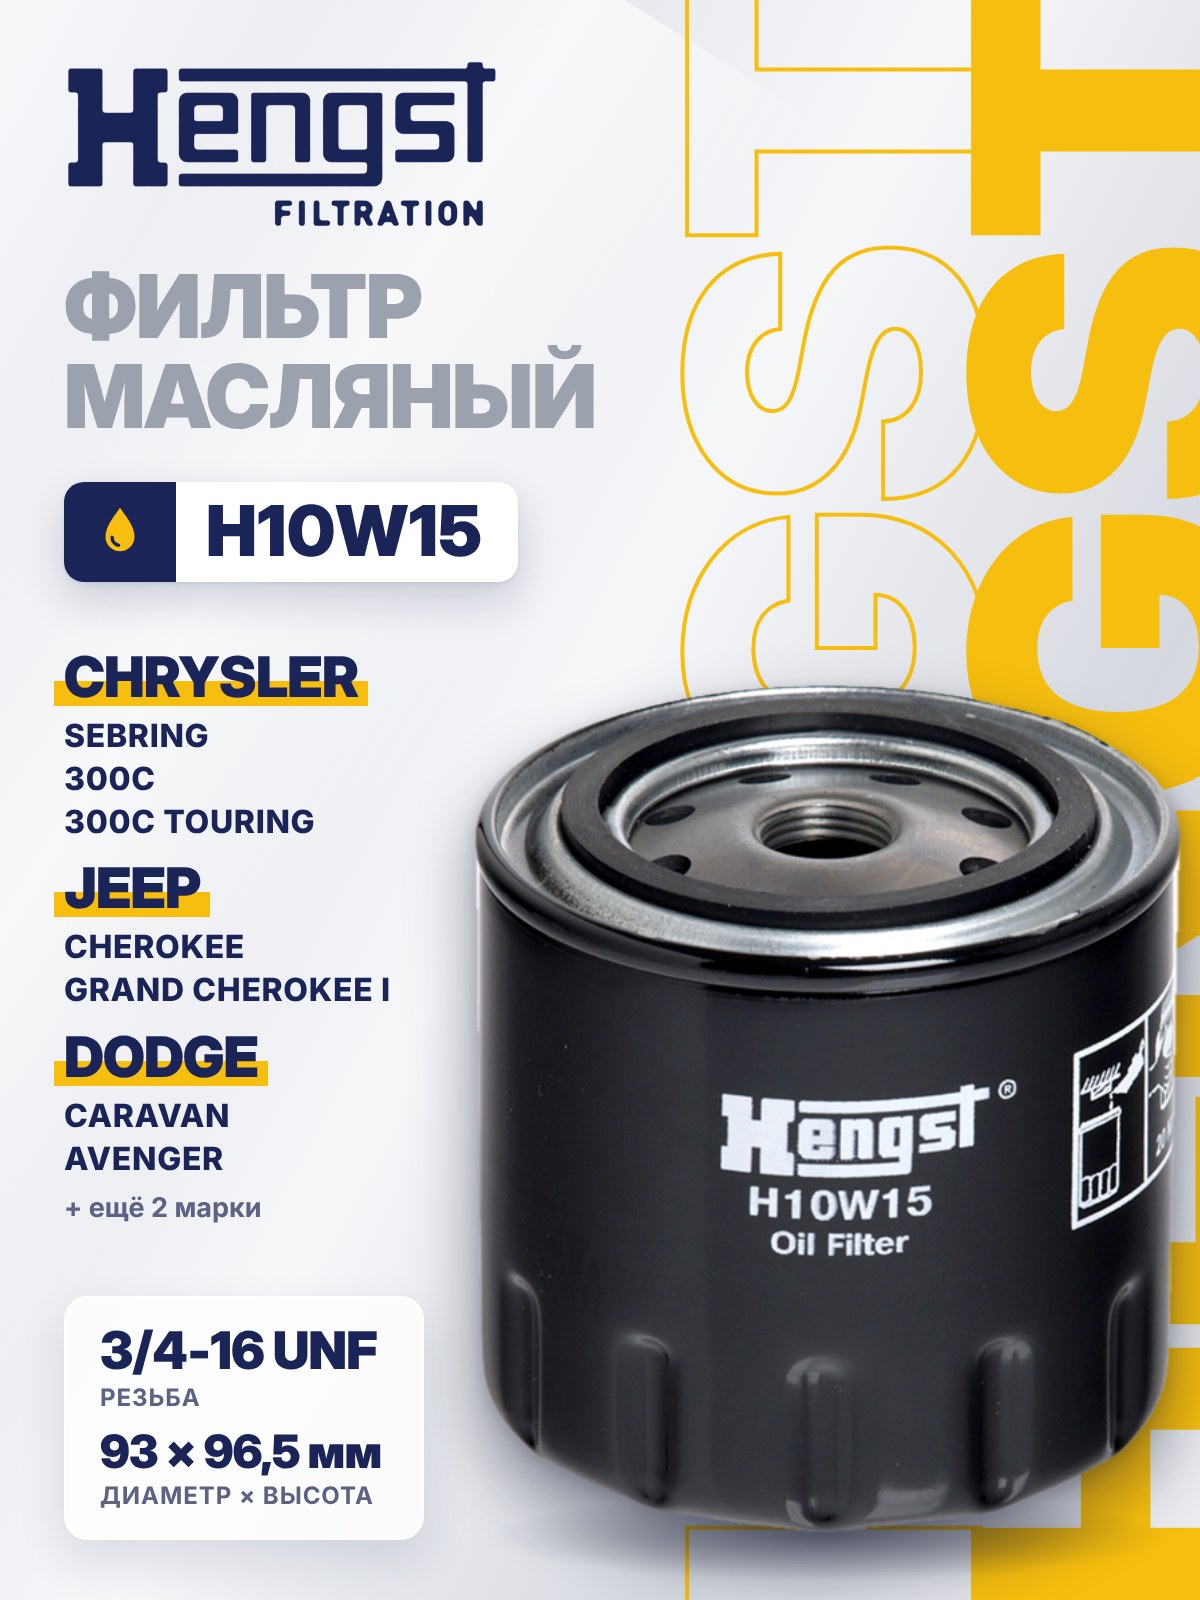 Hengst
FILTRATION
ФИЛЬТР
МАСЛЯНЫЙ
H10W15
CHRYSLER
SEBRING
300C
300C TOURING
JEEP
CHEROKEE
GRAND CHEROKEE I
DODGE
CARAVAN
AVENGER
+ ещё 2 марки
3/4-16 UNF
РЕЗЬБА
93 × 96,5 мм
ДИАМЕТР × ВЫСОТА
Hengst®
H10W15
Oil Filter